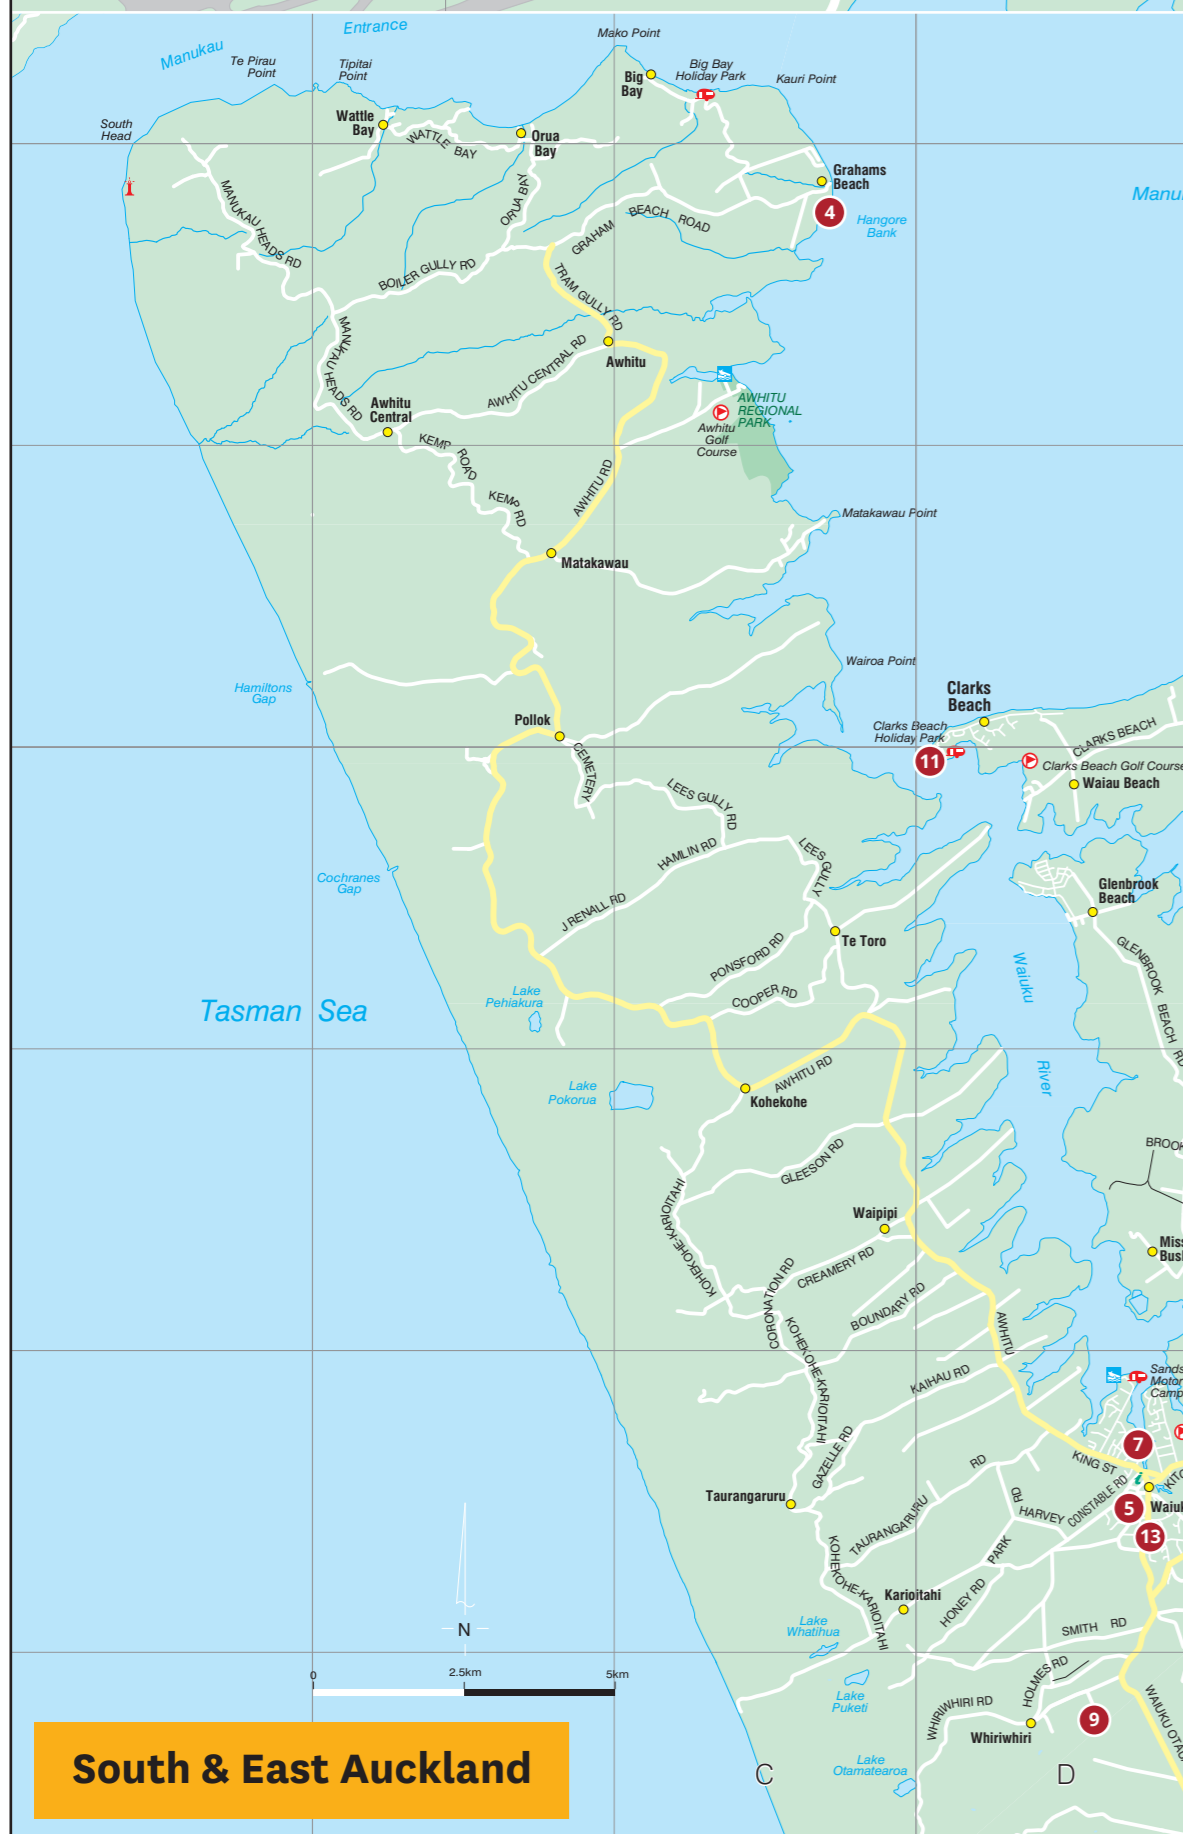 Entrance
Manukau
Te Pirau
Point
Tipitai
Point
Mako Point
Big
Bay
Big Bay
Holiday Park
Kauri Point
South
Head
Wattle
Bay
WATTLE BAY
Orua
Bay
ORUA BAY
Grahams
Beach
4
Hangore
Bank
MANUKAU HEADS RD
GRAHAM BEACH ROAD
BOILER GULLY RD
TRAM GULLY RD
MANUKAU HEADS RD
AWHITU CENTRAL RD
Awhitu
Awhitu
Central
AWHITU
REGIONAL
PARK
Awhitu
Golf
Course
KEMP ROAD
KEMP RD
AWHITU RD
Matakawau Point
Matakawau
Wairoa Point
Hamiltons
Gap
Clarks
Beach
Pollok
Clarks Beach
Holiday Park
11
CLARKS BEACH
Clarks Beach Golf Course
Waiau Beach
CEMETERY
LEES GULLY RD
HAMLIN RD
LEES GULLY
Cochranes
Gap
Glenbrook
Beach
J RENALL RD
Te Toro
PONSFORD RD
COOPER RD
GLENBROOK BEACH RD
Waiuku
River
Lake
Pehiakura
Tasman Sea
AWHITU RD
Lake
Pokorua
Kohekohe
GLEESON RD
KOHEKOHE-KARIOITAHI
Waipipi
CREAMERY RD
CORONATION RD
BOUNDARY RD
AWHITU
KOHEKOHE-KARIOITAHI
KAIHAU RD
7
KING ST
GAZELLE RD
RD
CONSTABLE RD
i
5
Taurangaruru
TAURANGARURU
RD
HARVEY
13
PARK
KOHEKOHE-KARIOITAHI
Karioitahi
HONEY RD
Lake
Whatihua
SMITH RD
N
0
2.5km
5km
HOLMES RD
Lake
Puketi
WHIRIWHIRI RD
Whiriwhiri
9
Lake
Otamatearoa
South & East Auckland
C
D